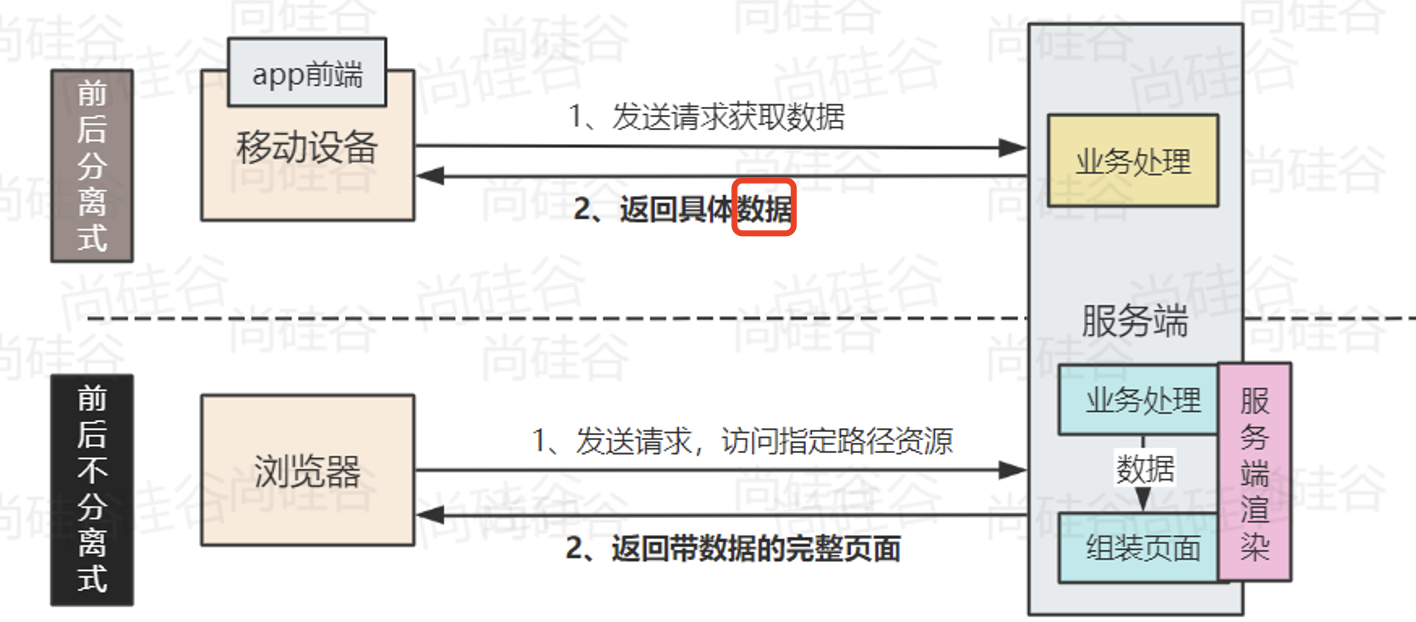 前后分离式
app前端
移动设备
1、发送请求获取数据
2、返回具体数据
业务处理
服务端
前后不分离式
浏览器
1、发送请求，访问指定路径资源
2、返回带数据的完整页面
业务处理
数据
组装页面
服务端渲染
尚硅谷